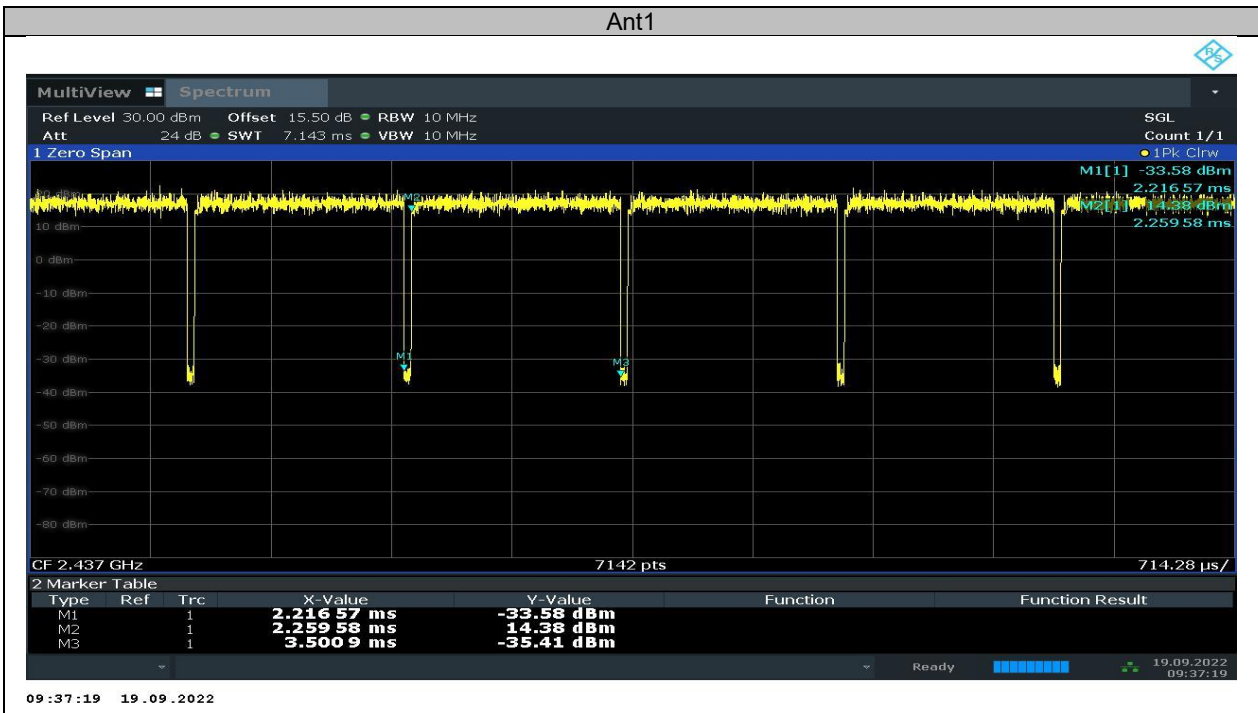 Ant1
R&S
MultiView Spectrum
Ref Level 30.00 dBm Offset 15.50 dB RBW 10 MHz SGL
Att 24 dB SWT 7.143 ms VBW 10 MHz Count 1/1
1 Zero Span 1Pk Clrw
M1[1] -33.58 dBm
2.216 57 ms
M2[1] 14.38 dBm
2.259 58 ms
M2
10 dBm
0 dBm
-10 dBm
-20 dBm
-30 dBm
M1
M3
-40 dBm
-50 dBm
-60 dBm
-70 dBm
-80 dBm
CF 2.437 GHz 7142 pts 714.28 µs/
2 Marker Table
Type Ref Trc X-Value Y-Value Function Function Result
M1 1 2.216 57 ms -33.58 dBm
M2 1 2.259 58 ms 14.38 dBm
M3 1 3.500 9 ms -35.41 dBm
Ready 19.09.2022
09:37:19
09:37:19 19.09.2022